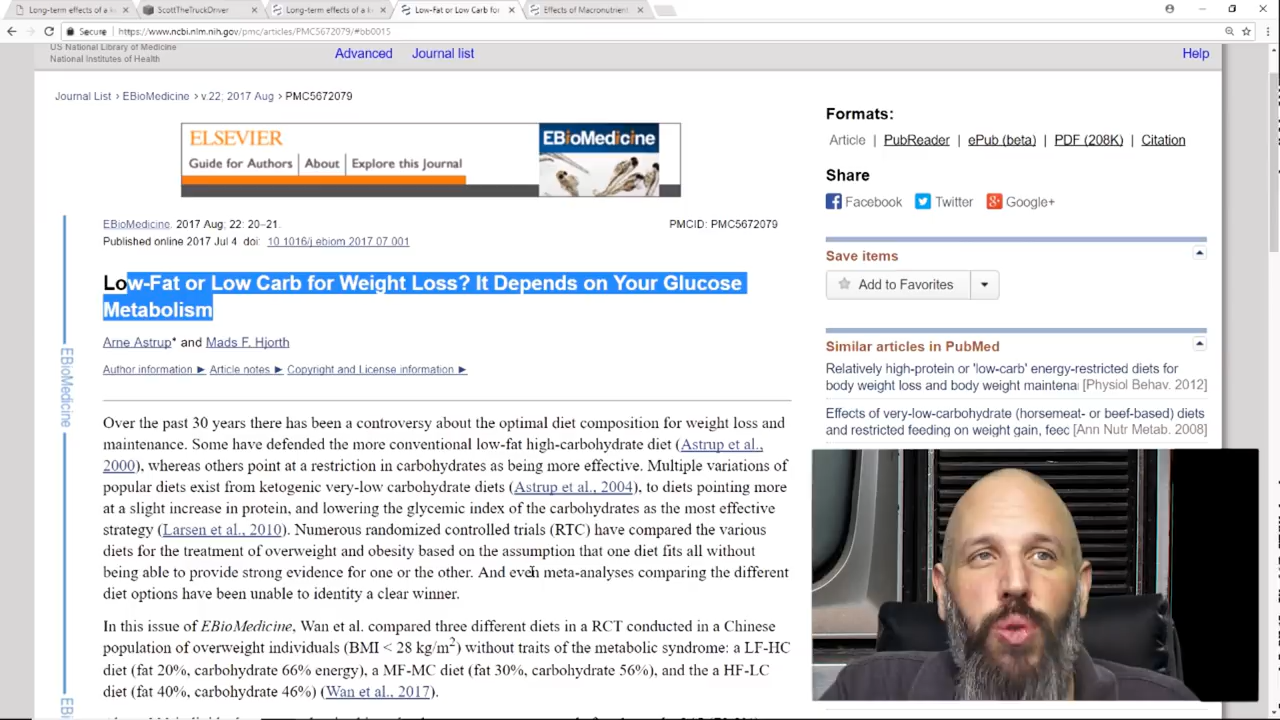 Long-term effects of a k
ScottTheTruckDriver
Long-term effects of a k
Low-Fat or Low Carb for
Effects of Macronutrient
Secure | https://www.ncbi.nlm.nih.gov/pmc/articles/PMC5672079/#bb0015
US National Library of Medicine
National Institutes of Health
Advanced Journal list
Help
Journal List > EBioMedicine > v.22; 2017 Aug > PMC5672079
ELSEVIER
EBioMedicine
Guide for Authors | About | Explore this Journal
EBioMedicine. 2017 Aug; 22: 20–21.
PMCID: PMC5672079
Published online 2017 Jul 4. doi: 10.1016/j.ebiom.2017.07.001
Low-Fat or Low Carb for Weight Loss? It Depends on Your Glucose
Metabolism
Arne Astrup* and Mads F. Hjorth
Author information ► Article notes ► Copyright and License information ►
EBioMedicine
Over the past 30 years there has been a controversy about the optimal diet composition for weight loss and
maintenance. Some have defended the more conventional low-fat high-carbohydrate diet (Astrup et al.,
2000), whereas others point at a restriction in carbohydrates as being more effective. Multiple variations of
popular diets exist from ketogenic very-low carbohydrate diets (Astrup et al., 2004), to diets pointing more
at a slight increase in protein, and lowering the glycemic index of the carbohydrates as the most effective
strategy (Larsen et al., 2010). Numerous randomized controlled trials (RTC) have compared the various
diets for the treatment of overweight and obesity based on the assumption that one diet fits all without
being able to provide strong evidence for one or the other. And even meta-analyses comparing the different
diet options have been unable to identity a clear winner.
In this issue of EBioMedicine, Wan et al. compared three different diets in a RCT conducted in a Chinese
population of overweight individuals (BMI < 28 kg/m2) without traits of the metabolic syndrome: a LF-HC
diet (fat 20%, carbohydrate 66% energy), a MF-MC diet (fat 30%, carbohydrate 56%), and the a HF-LC
diet (fat 40%, carbohydrate 46%) (Wan et al., 2017).
Formats:
Article | PubReader | ePub (beta) | PDF (208K) | Citation
Share
Facebook Twitter Google+
Save items
Add to Favorites
Similar articles in PubMed
Relatively high-protein or 'low-carb' energy-restricted diets for
body weight loss and body weight maintena [Physiol Behav. 2012]
Effects of very-low-carbohydrate (horsemeat- or beef-based) diets
and restricted feeding on weight gain, feec [Ann Nutr Metab. 2008]